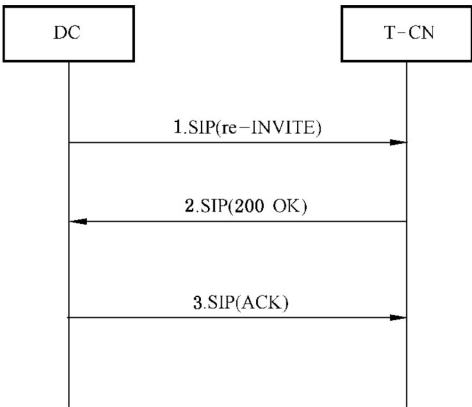 DC
T-CN
1.SIP(re-INVITE)
2.SIP(200 OK)
3.SIP(ACK)